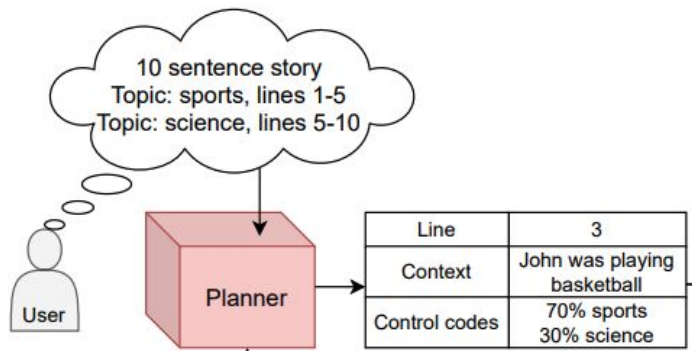 10 sentence story
Topic: sports, lines 1-5
Topic: science, lines 5-10
User
Planner
Line 3
Context John was playing
basketball
Control codes 70% sports
30% science